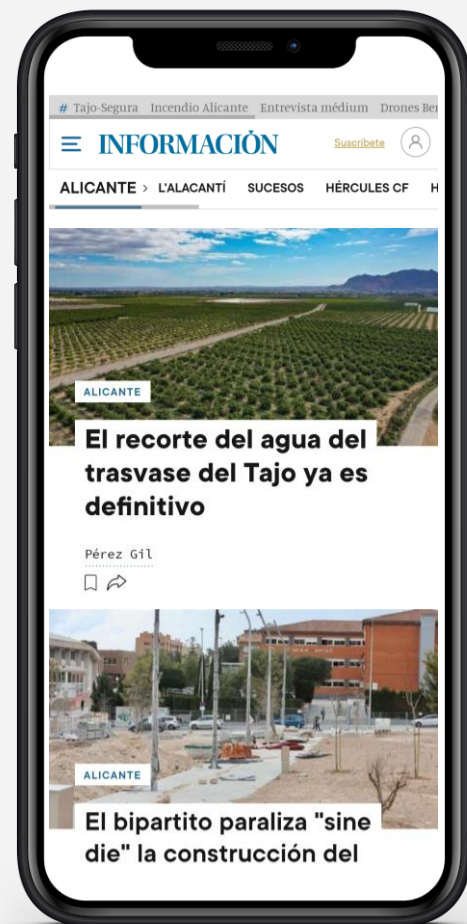 # Tajo-Segura Incendio Alicante Entrevista médium Drones Ber
INFORMACIÓN Suscríbete
ALICANTE > L'ALACANTÍ SUCESOS HÉRCULES CF H
ALICANTE
El recorte del agua del
trasvase del Tajo ya es
definitivo
Pérez Gil
ALICANTE
El bipartito paraliza "sine
die" la construcción del